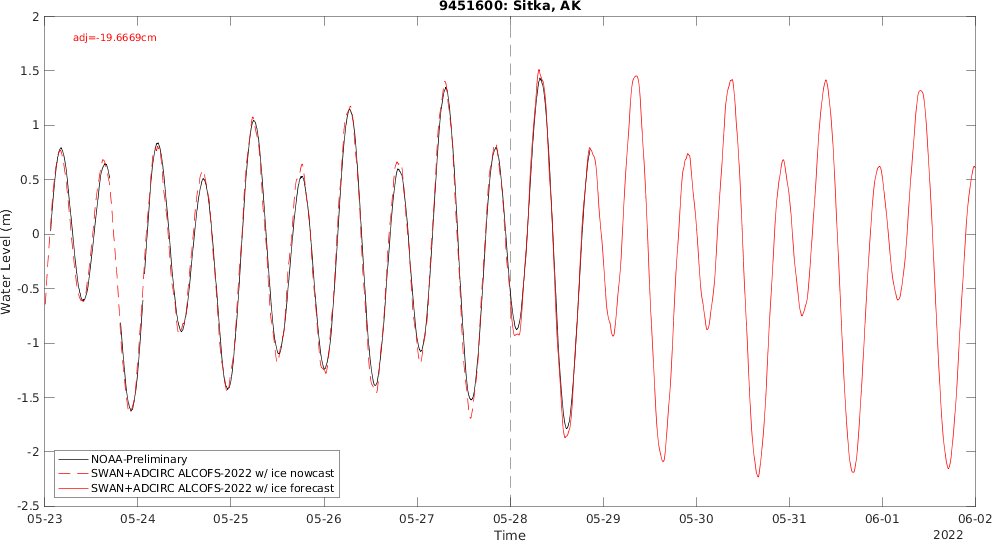 9451600: Sitka, AK
adj=-19.6669cm
2
1.5
1
0.5
0
-0.5
-1
-1.5
-2
-2.5
Water Level (m)
NOAA-Preliminary
SWAN+ADCIRC ALCOFS-2022 w/ ice nowcast
SWAN+ADCIRC ALCOFS-2022 w/ ice forecast
05-23 05-24 05-25 05-26 05-27 05-28 05-29 05-30 05-31 06-01 06-02
Time
2022